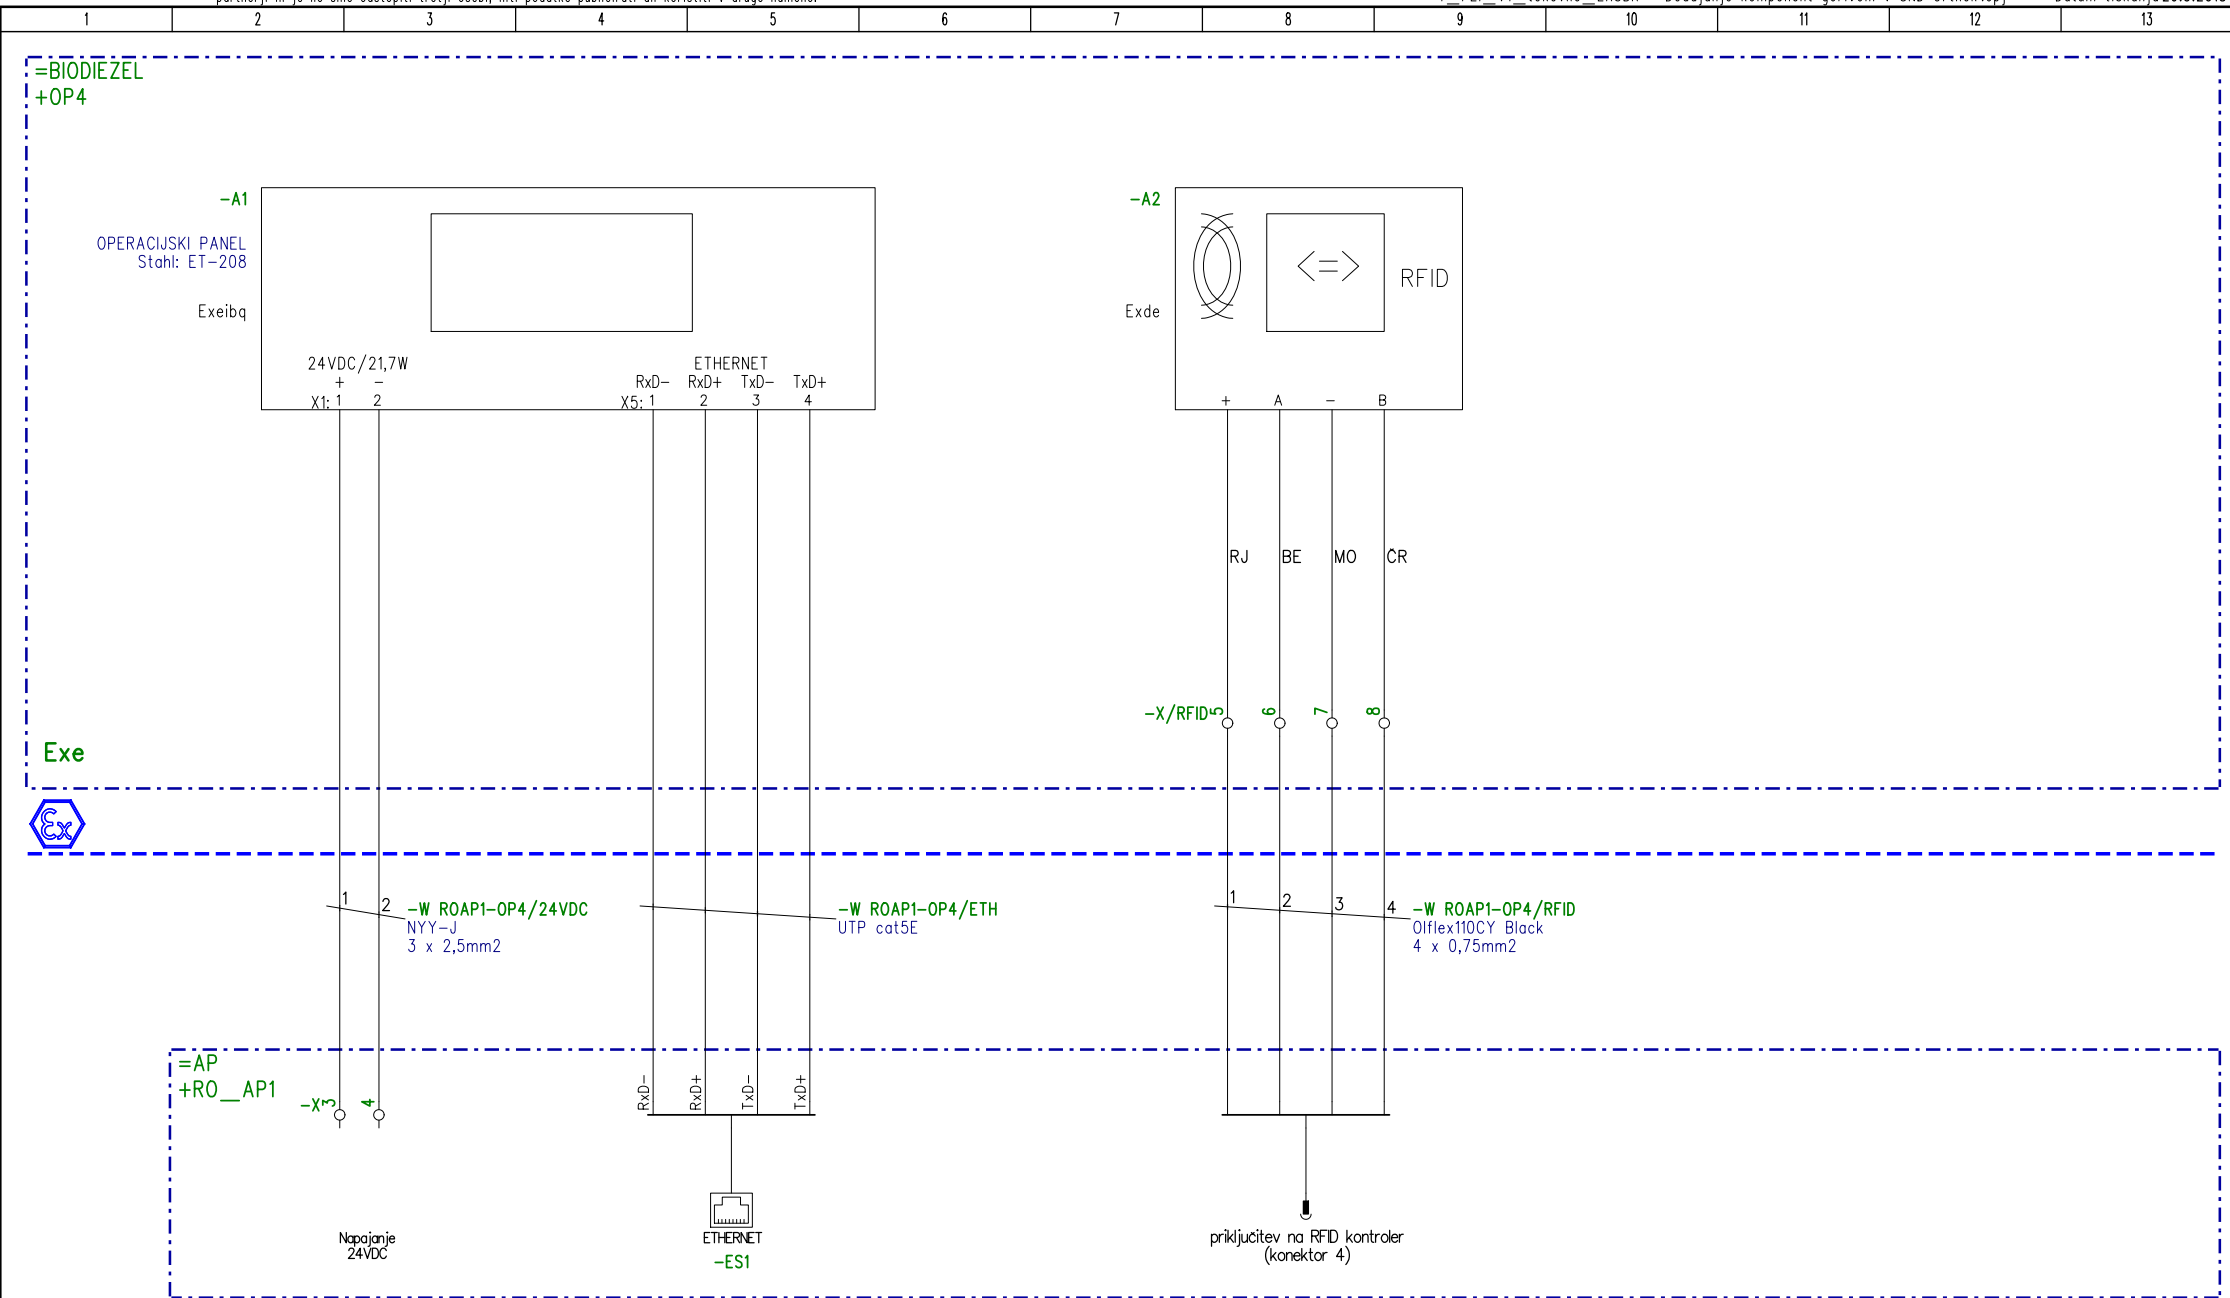 1 2 3 4 5 6 7 8 9 10 11 12 13
=BIODIEZEL
+OP4
-A1
OPERACIJSKI PANEL
Stahl: ET-208
Exeibq
24VDC/21,7W
+ -
X1: 1 2
ETHERNET
RxD- RxD+ TxD- TxD+
X5: 1 2 3 4
-A2
Exde
<=>
RFID
+ A - B
RJ BE MO ČR
-X/RFID 5 6 7 8
Exe
Ex
1 2 -W ROAP1-OP4/24VDC
NYY-J
3 x 2,5mm2
-W ROAP1-OP4/ETH
UTP cat5E
1 2 3 4 -W ROAP1-OP4/RFID
Olflex110CY Black
4 x 0,75mm2
=AP
+RO__AP1
-X 3 4
RxD- RxD+ TxD- TxD+
Napajanje
24VDC
ETHERNET
-ES1
priključitev na RFID kontroler
(konektor 4)